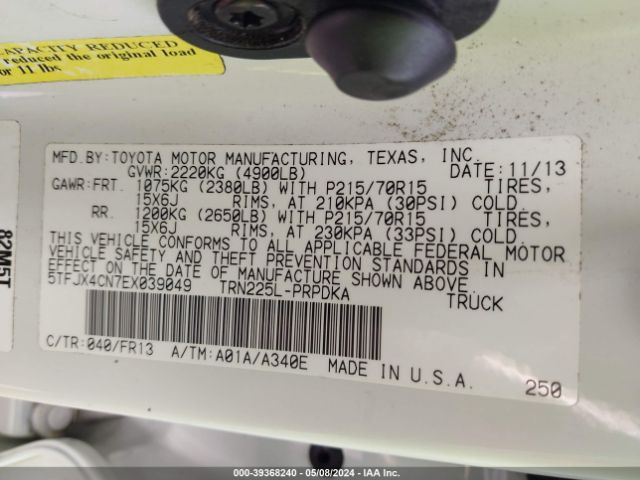 CAPACITY REDUCED
reduced the original load
or 11 lbs
82M5T
MFD.BY:TOYOTA MOTOR MANUFACTURING, TEXAS, INC.
GVWR:2220KG (4900LB) DATE:11/13
GAWR:FRT. 1075KG (2380LB) WITH P215/70R15 TIRES,
15X6J RIMS, AT 210KPA (30PSI) COLD.
RR. 1200KG (2650LB) WITH P215/70R15 TIRES,
15X6J RIMS, AT 230KPA (33PSI) COLD.
THIS VEHICLE CONFORMS TO ALL APPLICABLE FEDERAL MOTOR
VEHICLE SAFETY AND THEFT PREVENTION STANDARDS IN
EFFECT ON THE DATE OF MANUFACTURE SHOWN ABOVE.
5TFJX4CN7EX039049 TRN225L-PRPDKA TRUCK
C/TR:040/FR13 A/TM:A01A/A340E MADE IN U.S.A. 250
000-39368240 - 05/08/2024 - IAA Inc.